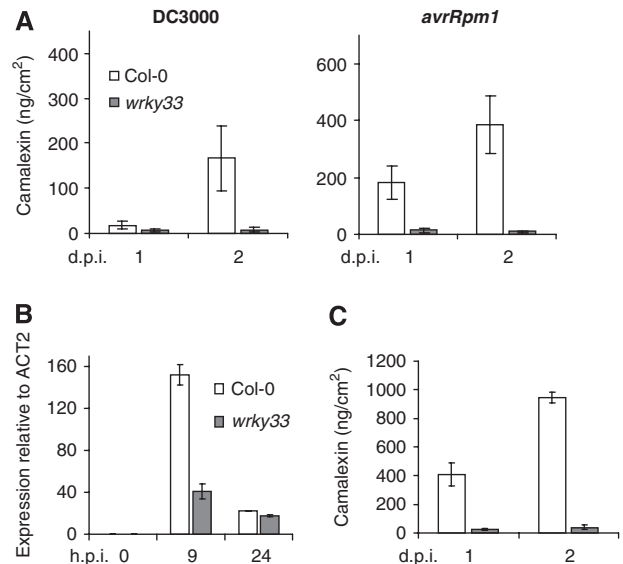 A
DC3000
avrRpm1
Camalexin (ng/cm²)
400
300
200
100
0
Col-0
wrky33
d.p.i. 1 2
600
400
200
0
d.p.i. 1 2
B
Expression relative to ACT2
160
120
80
40
0
Col-0
wrky33
h.p.i. 0 9 24
C
Camalexin (ng/cm²)
1200
1000
800
600
400
200
0
d.p.i. 1 2